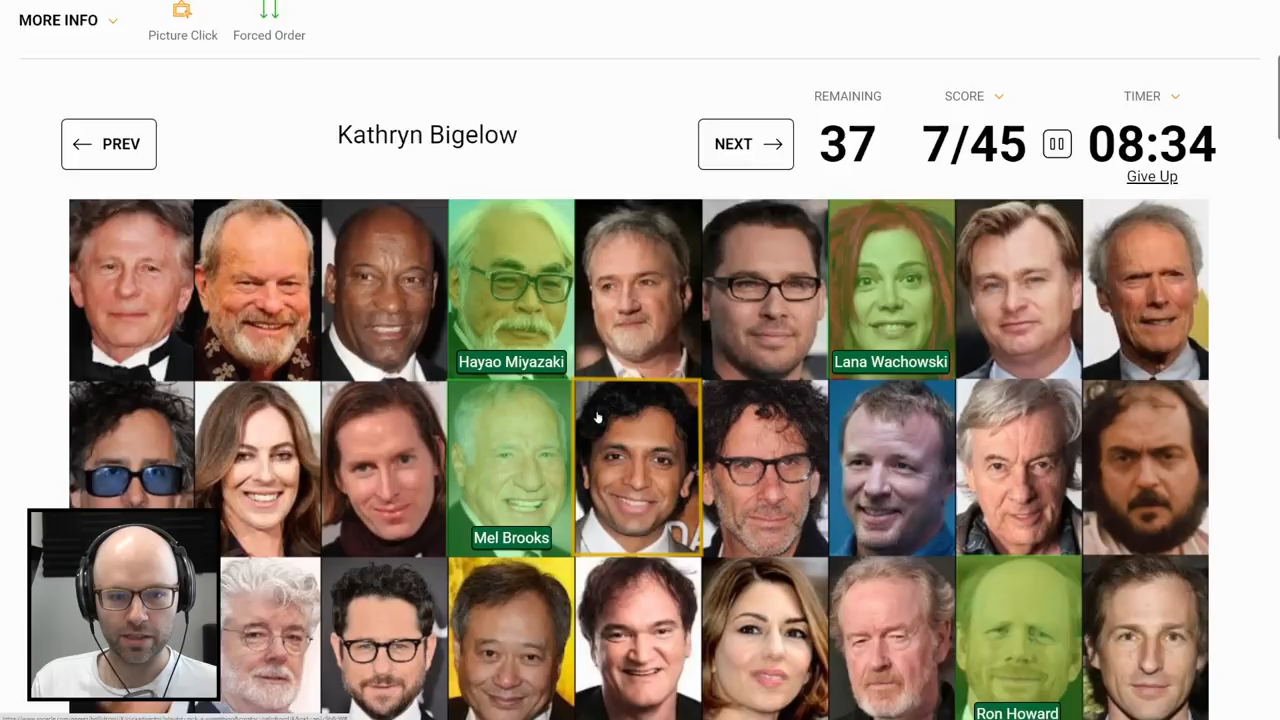 MORE INFO
Picture Click
Forced Order
REMAINING
SCORE
TIMER
PREV
Kathryn Bigelow
NEXT
37
7/45
08:34
Give Up
Hayao Miyazaki
Lana Wachowski
Mel Brooks
Ron Howard